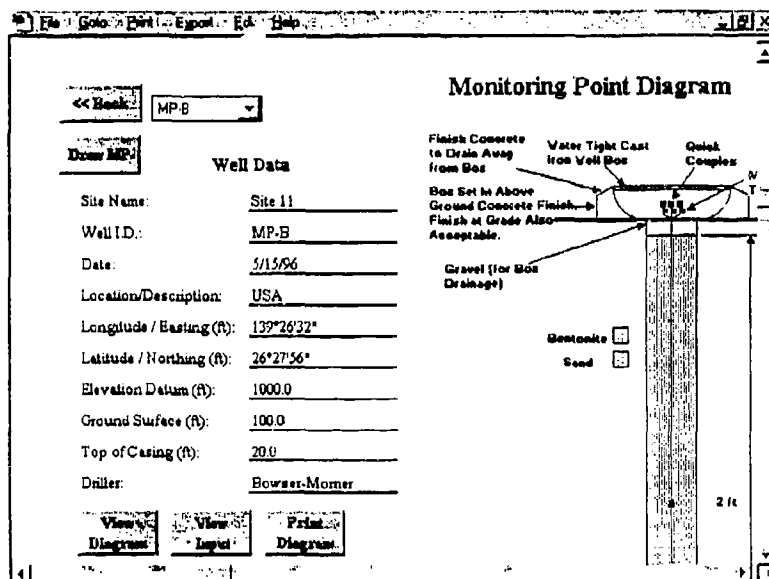 File Goto Print Export Edit Help
Monitoring Point Diagram
<< Back
MP-B
Draw MP
Well Data
Site Name: Site 11
Well I.D.: MP-B
Date: 5/15/96
Location/Description: USA
Longitude / Easting (ft): 139°26'32"
Latitude / Northing (ft): 26°27'56"
Elevation Datum (ft): 1000.0
Ground Surface (ft): 100.0
Top of Casing (ft): 20.0
Driller: Bowser-Morner
View Diagram
View Input
Print Diagram
Finish Concrete
to Drain Away
from Box
Water Tight Cast
Iron Well Box
Quick
Couplex
M
T
Box Set In Above
Ground Concrete Finish.
Finish at Grade Also
Acceptable.
Gravel (for Box
Drainage)
Bentonite
Sand
2 ft